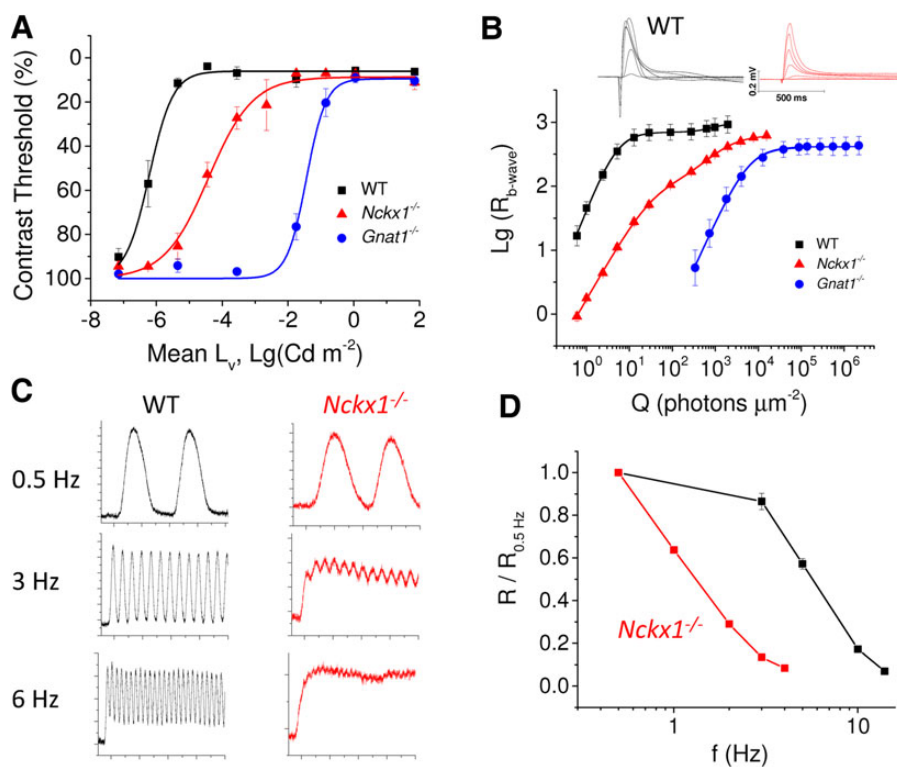 A
Contrast Threshold (%)
0
20
40
60
80
100
WT
Nckx1-/-
Gnat1-/-
-8
-6
-4
-2
0
2
Mean Lv, Lg(Cd m-2)
B
WT
0.2 mV
500 ms
Lg (Rb-wave)
3
2
1
0
WT
Nckx1-/-
Gnat1-/-
10^0 10^1 10^2 10^3 10^4 10^5 10^6
Q (photons μm-2)
C
WT
Nckx1-/-
0.5 Hz
3 Hz
6 Hz
D
R / R0.5 Hz
1.0
0.8
0.6
0.4
0.2
0.0
Nckx1-/-
1
10
f (Hz)